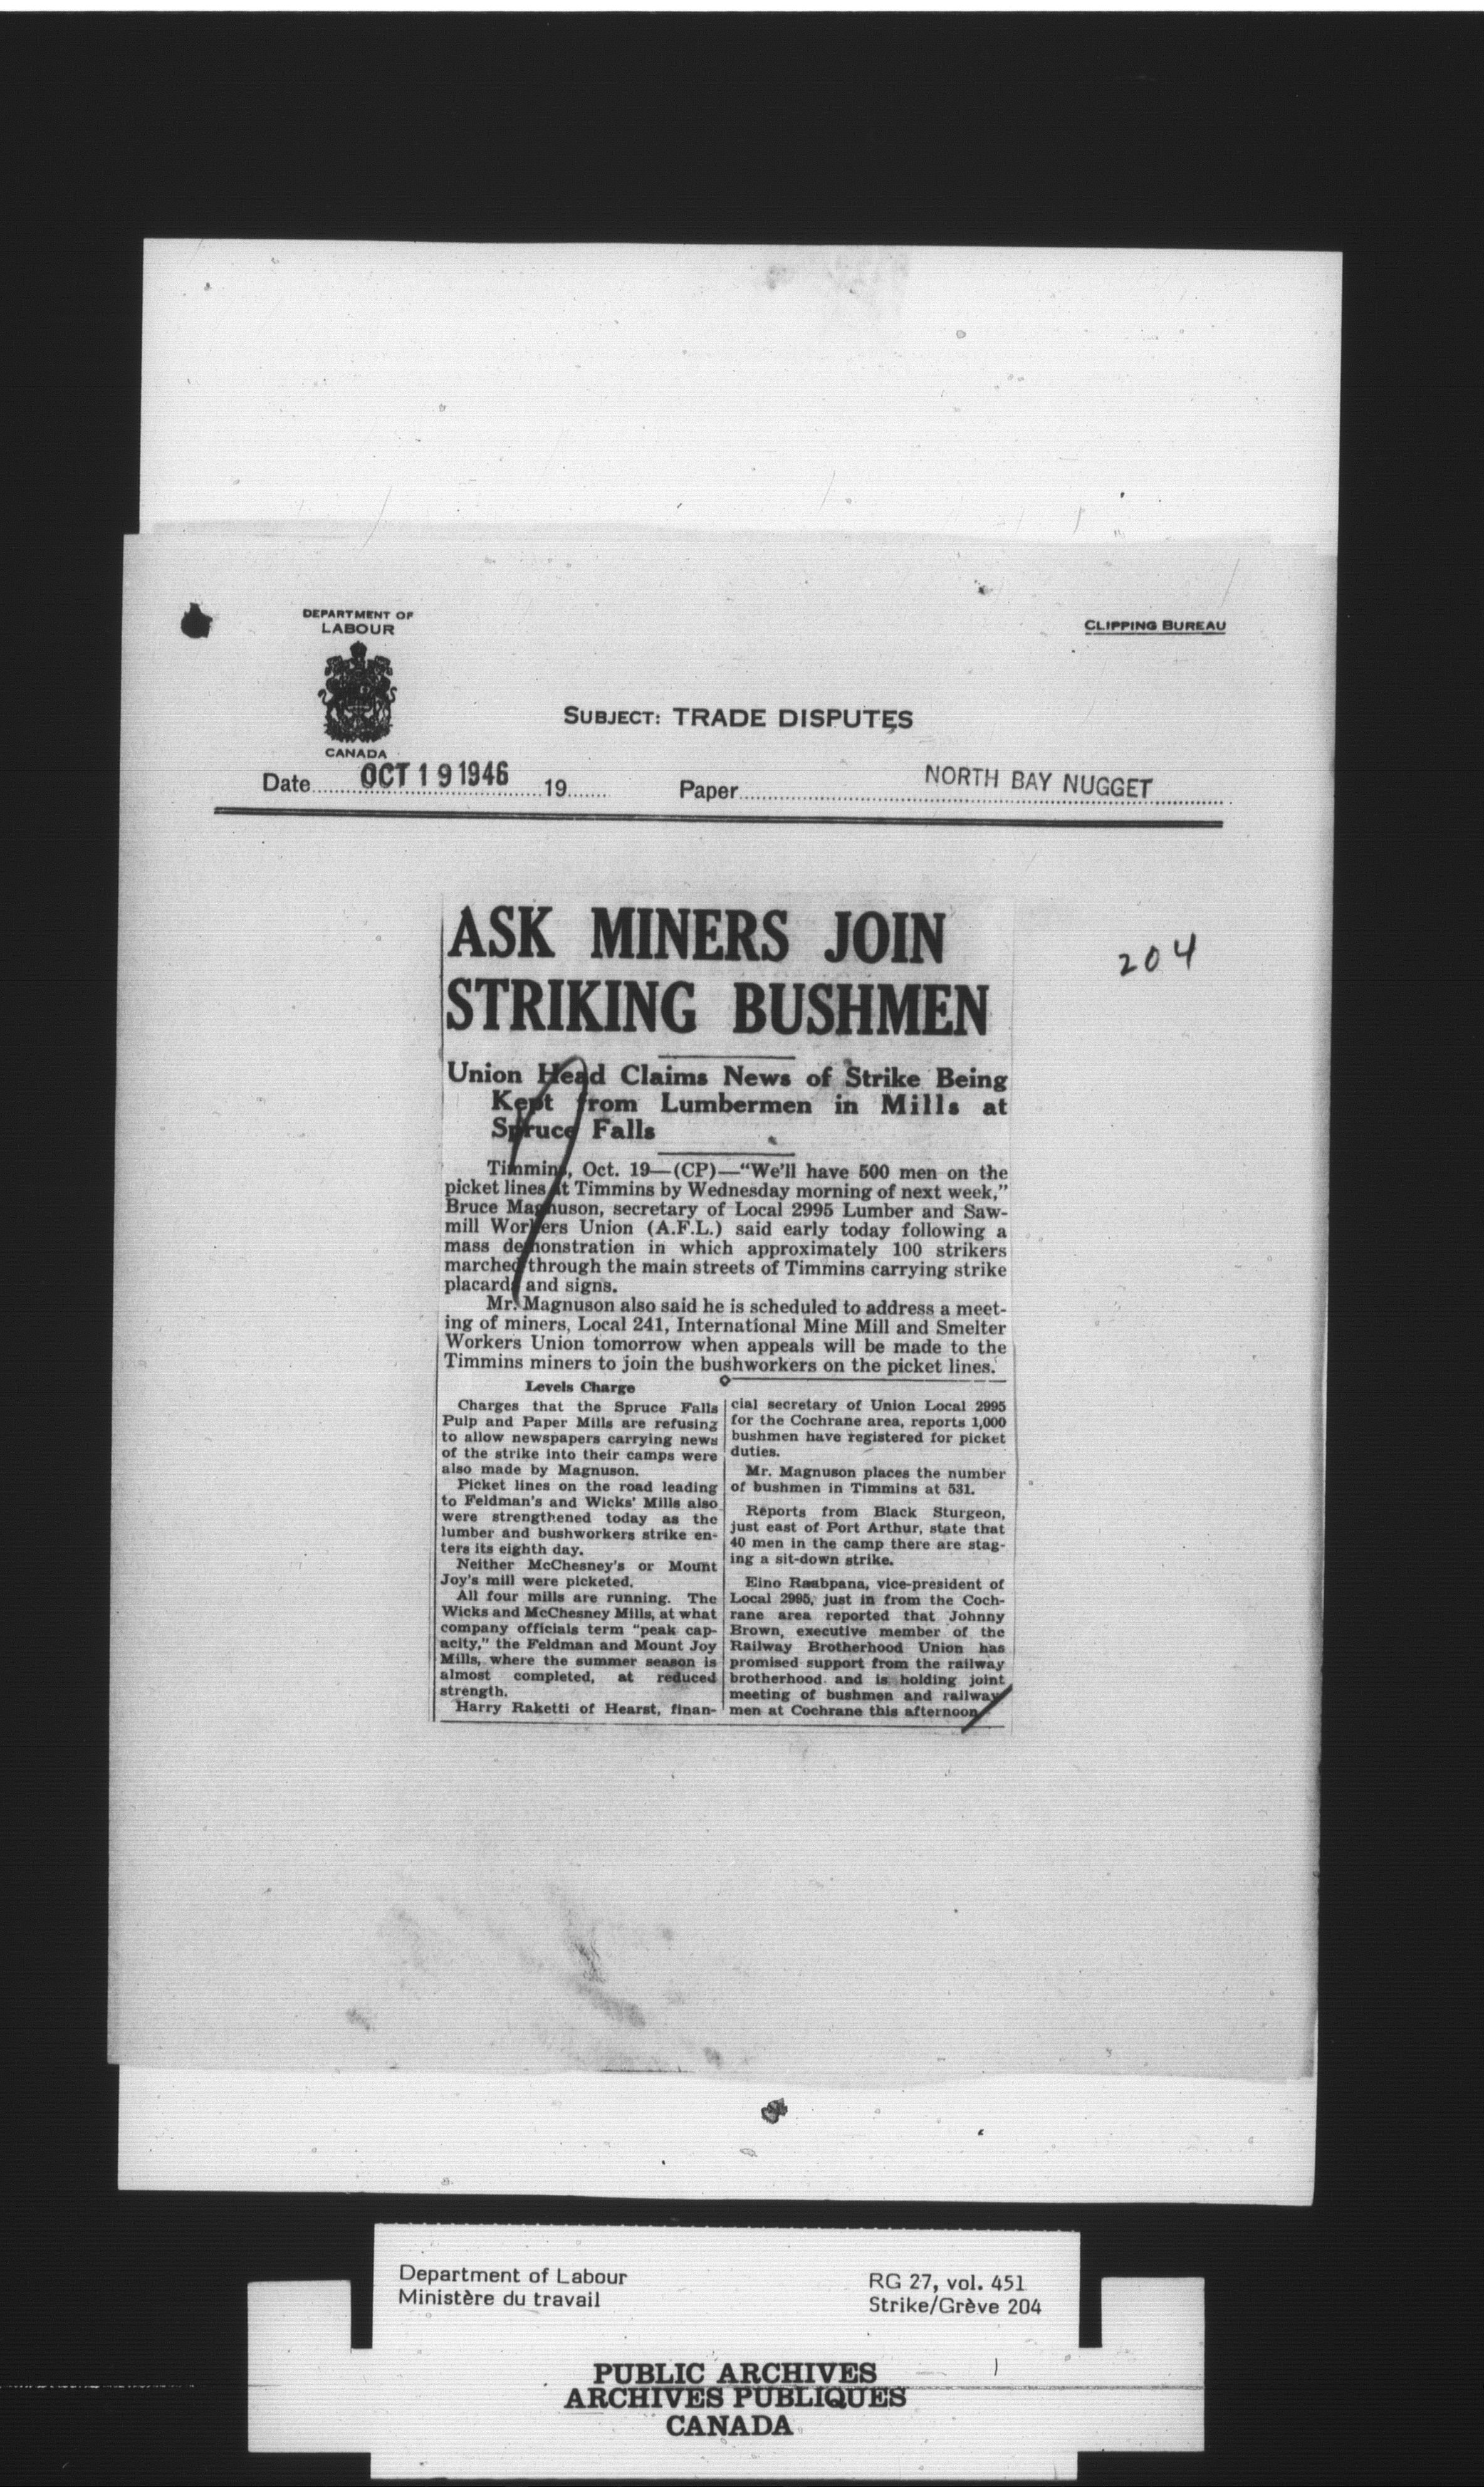 DEPARTMENT OF
LABOUR
CANADA
CLIPPING BUREAU
SUBJECT: TRADE DISPUTES
Date OCT 19 1946 19 Paper NORTH BAY NUGGET
204
ASK MINERS JOIN
STRIKING BUSHMEN
Union Head Claims News of Strike Being
Kept from Lumbermen in Mills at
Spruce Falls
Timmins, Oct. 19—(CP)—“We'll have 500 men on the
picket lines at Timmins by Wednesday morning of next week,”
Bruce Magnuson, secretary of Local 2995 Lumber and Saw-
mill Workers Union (A.F.L.) said early today following a
mass demonstration in which approximately 100 strikers
marched through the main streets of Timmins carrying strike
placards and signs.
Mr. Magnuson also said he is scheduled to address a meet-
ing of miners, Local 241, International Mine Mill and Smelter
Workers Union tomorrow when appeals will be made to the
Timmins miners to join the bushworkers on the picket lines.
Levels Charge
Charges that the Spruce Falls
Pulp and Paper Mills are refusing
to allow newspapers carrying news
of the strike into their camps were
also made by Magnuson.
Picket lines on the road leading
to Feldman's and Wicks' Mills also
were strengthened today as the
lumber and bushworkers strike en-
ters its eighth day.
Neither McChesney's or Mount
Joy's mill were picketed.
All four mills are running. The
Wicks and McChesney Mills, at what
company officials term “peak cap-
acity,” the Feldman and Mount Joy
Mills, where the summer season is
almost completed, at reduced
strength.
Harry Raketti of Hearst, finan-
cial secretary of Union Local 2995
for the Cochrane area, reports 1,000
bushmen have registered for picket
duties.
Mr. Magnuson places the number
of bushmen in Timmins at 531.
Reports from Black Sturgeon,
just east of Port Arthur, state that
40 men in the camp there are stag-
ing a sit-down strike.
Eino Raabpana, vice-president of
Local 2995, just in from the Coch-
rane area reported that Johnny
Brown, executive member of the
Railway Brotherhood Union has
promised support from the railway
brotherhood and is holding joint
meeting of bushmen and railway
men at Cochrane this afternoon.
Department of Labour
Ministère du travail
RG 27, vol. 451
Strike/Grève 204
PUBLIC ARCHIVES
ARCHIVES PUBLIQUES
CANADA